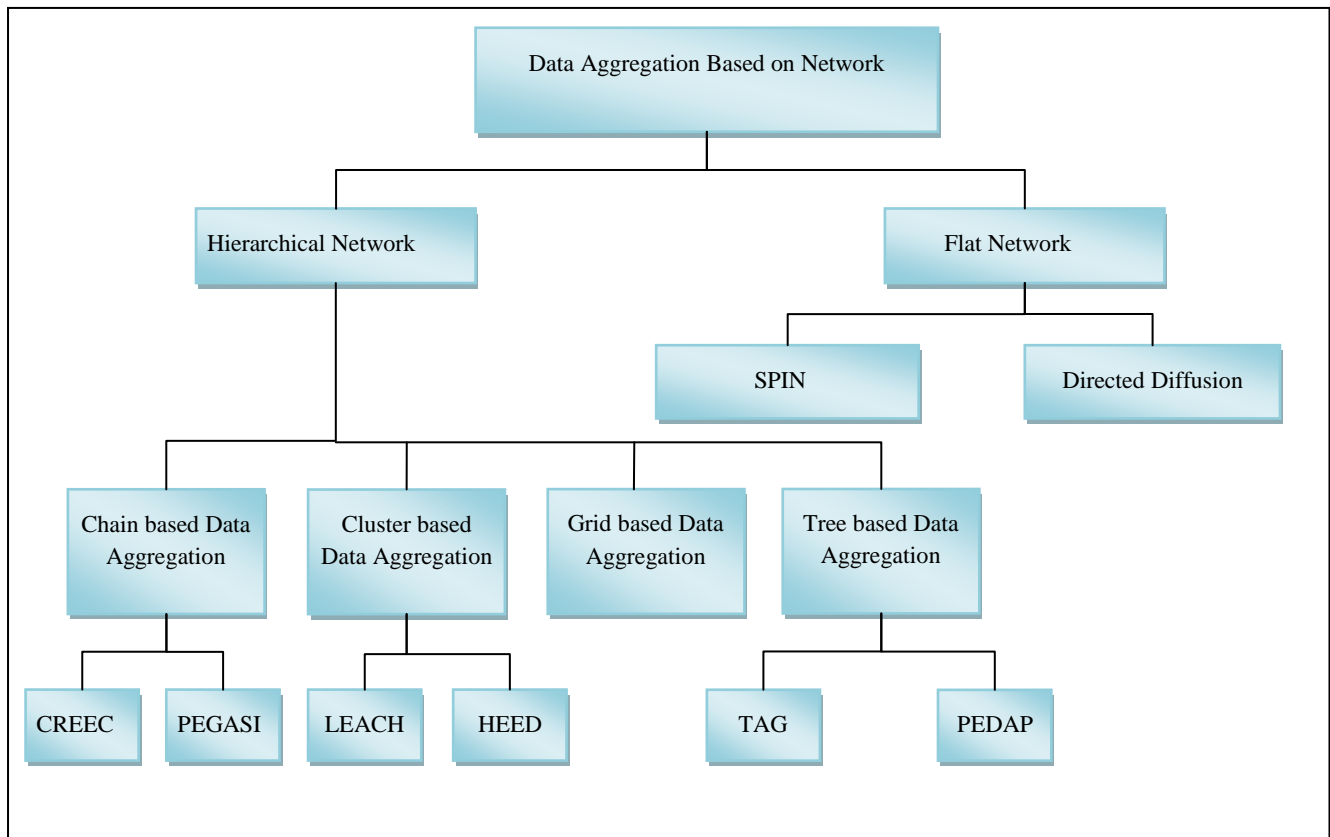 Data Aggregation Based on Network
Hierarchical Network
Flat Network
SPIN
Directed Diffusion
Chain based Data
Aggregation
Cluster based
Data Aggregation
Grid based Data
Aggregation
Tree based Data
Aggregation
CREEC
PEGASI
LEACH
HEED
TAG
PEDAP